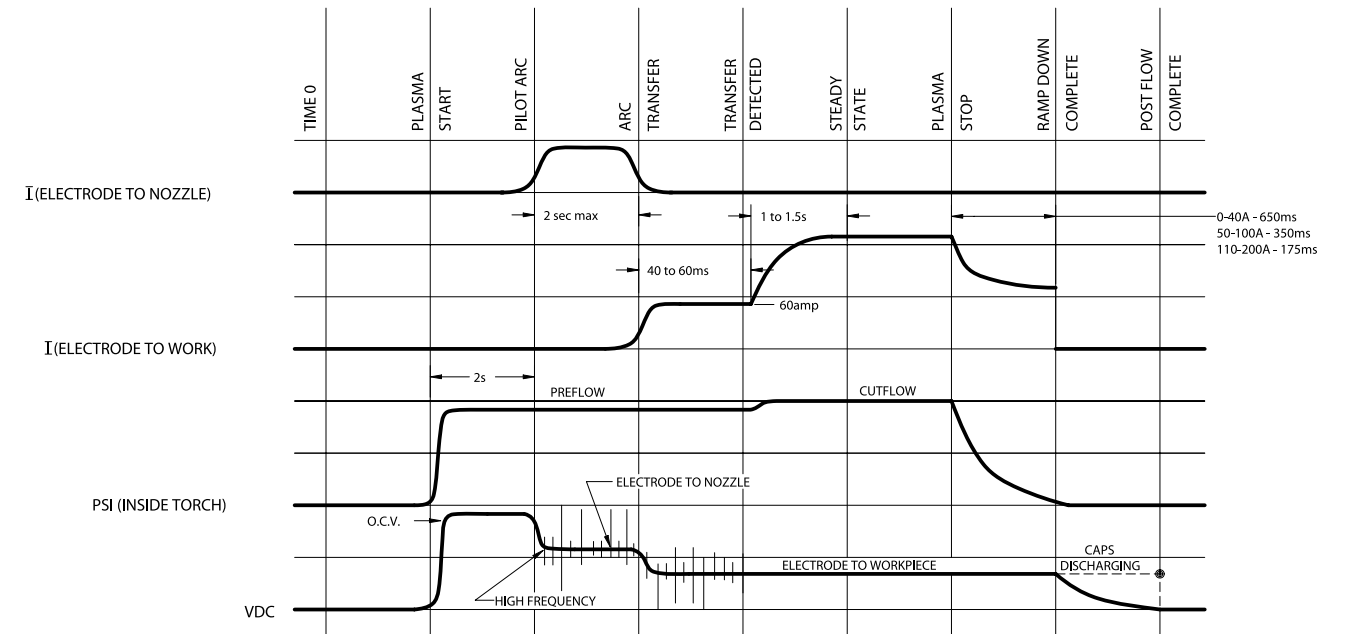 TIME 0
PLASMA
START
PILOT ARC
ARC
TRANSFER
TRANSFER
DETECTED
STEADY
STATE
PLASMA
STOP
RAMP DOWN
COMPLETE
POST FLOW
COMPLETE
I (ELECTRODE TO NOZZLE)
2 sec max
1 to 1.5s
0-40A - 650ms
50-100A - 350ms
110-200A - 175ms
40 to 60ms
60amp
I (ELECTRODE TO WORK)
2s
PREFLOW
CUTFLOW
ELECTRODE TO NOZZLE
PSI (INSIDE TORCH)
O.C.V.
CAPS
DISCHARGING
ELECTRODE TO WORKPIECE
HIGH FREQUENCY
VDC